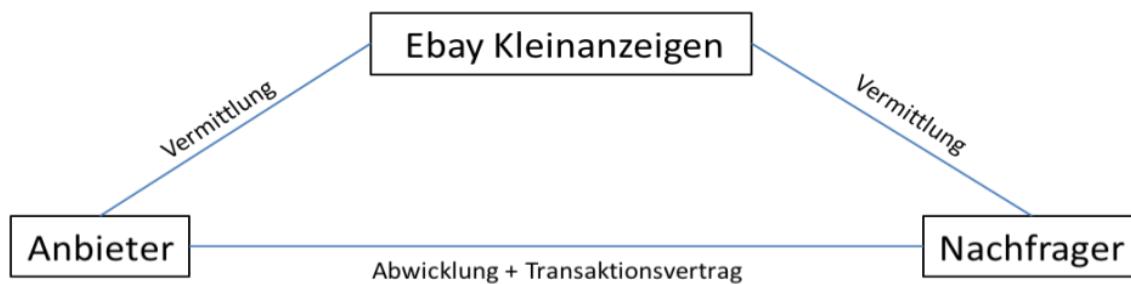 Ebay Kleinanzeigen
Vermittlung
Vermittlung
Anbieter
Nachfrager
Abwicklung + Transaktionsvertrag